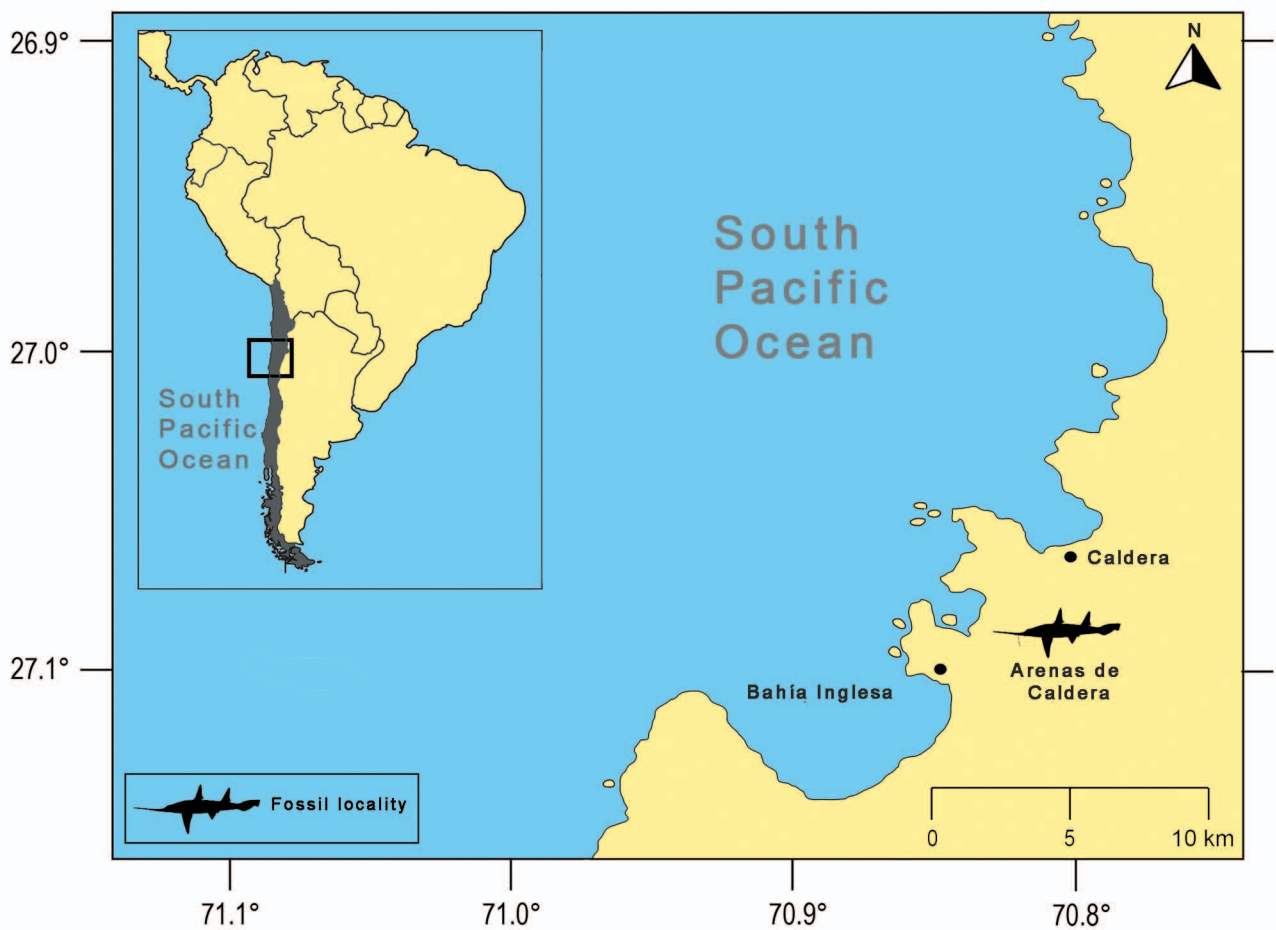 26.9°
N
South
Pacific
Ocean
27.0°
South
Pacific
Ocean
Caldera
27.1°
Arenas de
Caldera
Bahía Inglesa
Fossil locality
0 5 10 km
71.1° 71.0° 70.9° 70.8°